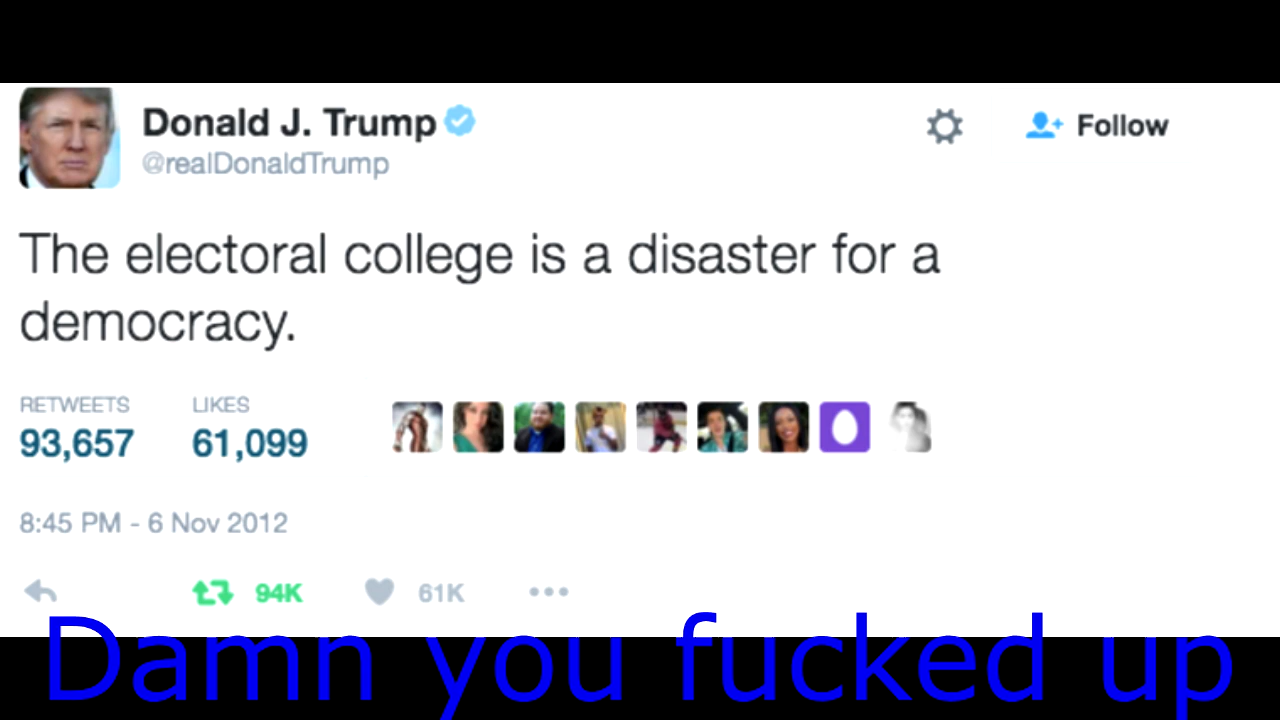 Donald J. Trump
Follow
@realDonaldTrump
The electoral college is a disaster for a
democracy.
RETWEETS LIKES
93,657 61,099
8:45 PM - 6 Nov 2012
94K 61K
Damn you fucked up